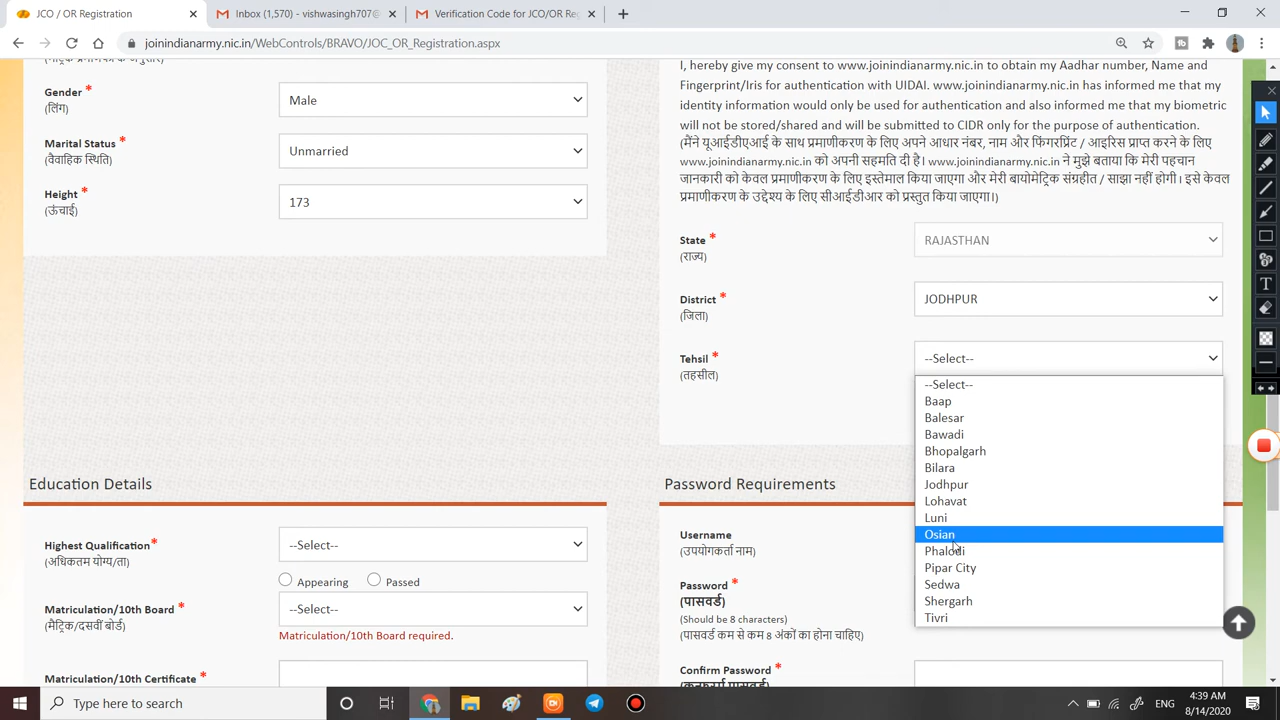 JCO / OR Registration
Inbox (1,570) - vishwasingh707@
Verification Code for JCO/OR Re
joinindianarmy.nic.in/WebControls/BRAVO/JOC_OR_Registration.aspx
Gender *
(लिंग)
Male
Marital Status *
(वेवाहिक स्थिति)
Unmarried
Height *
(ऊंचाई)
173
I, hereby give my consent to www.joinindianarmy.nic.in to obtain my Aadhar number, Name and
Fingerprint/Iris for authentication with UIDAI. www.joinindianarmy.nic.in has informed me that my
identity information would only be used for authentication and also informed me that my biometric
will not be stored/shared and will be submitted to CIDR only for the purpose of authentication.
(मैंने यूआईडीएआई के साथ प्रमाणीकरण के लिए अपने आधार नंबर, नाम और फिंगरप्रिंट / आइरिस प्राप्त करने के लिए
www.joinindianarmy.nic.in को अपनी सहमति दी है। www.joinindianarmy.nic.in ने मुझे बताया कि मेरी पहचान
जानकारी को केवल प्रमाणीकरण के लिए इस्तेमाल किया जाएगा और मेरी बायोमेट्रिक संग्रहीत / साझा नहीं होगी। इसे केवल
प्रमाणीकरण के उद्देश्य के लिए सीआईडीआर को प्रस्तुत किया जाएगा।)
State *
(राज्य)
RAJASTHAN
District *
(जिला)
JODHPUR
Tehsil *
(तहसील)
--Select--
--Select--
Baap
Balesar
Bawadi
Bhopalgarh
Bilara
Jodhpur
Lohavat
Luni
Osian
Phalodi
Pipar City
Sedwa
Shergarh
Tivri
Education Details
Highest Qualification *
(अधिकतम योग्य/ता)
--Select--
Appearing
Passed
Matriculation/10th Board *
(मैट्रिक/दसवीं बोर्ड)
--Select--
Matriculation/10th Board required.
Matriculation/10th Certificate *
Password Requirements
Username
(उपयोगकर्ता नाम)
Password *
(पासवर्ड)
(Should be 8 characters)
(पासवर्ड कम से कम 8 अंकों का होना चाहिए)
Confirm Password *
Type here to search
ENG
4:39 AM
8/14/2020